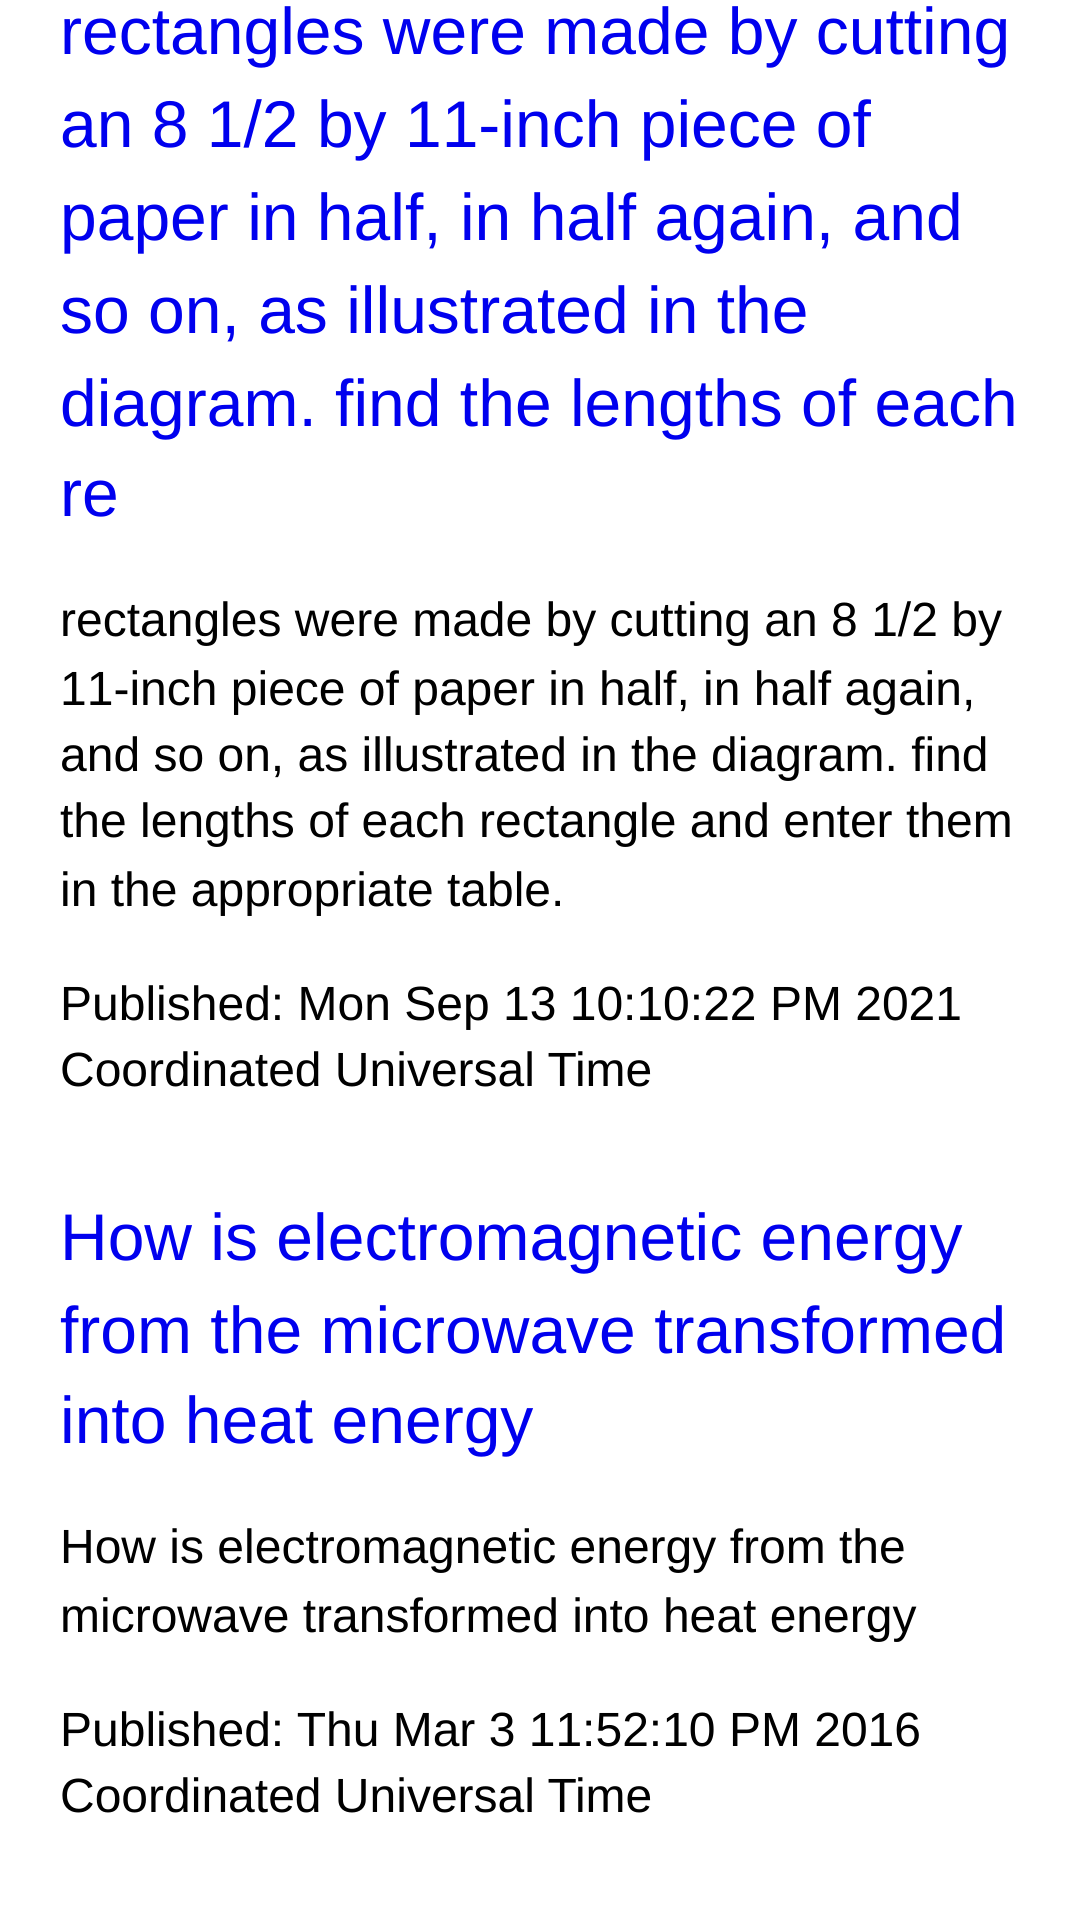 rectangles were made by cutting
an 8 1/2 by 11-inch piece of
paper in half, in half again, and
so on, as illustrated in the
diagram. find the lengths of each
re
rectangles were made by cutting an 8 1/2 by
11-inch piece of paper in half, in half again,
and so on, as illustrated in the diagram. find
the lengths of each rectangle and enter them
in the appropriate table.
Published: Mon Sep 13 10:10:22 PM 2021
Coordinated Universal Time
How is electromagnetic energy
from the microwave transformed
into heat energy
How is electromagnetic energy from the
microwave transformed into heat energy
Published: Thu Mar 3 11:52:10 PM 2016
Coordinated Universal Time